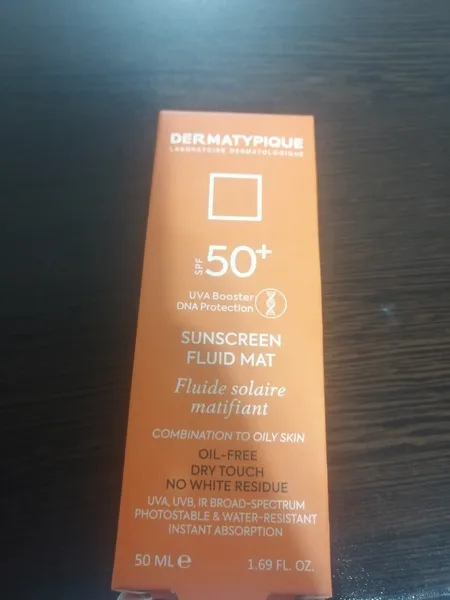 DERMATYPIQUE
LABORATOIRE DERMATOLOGIQUE
SPF 50+
UVA Booster
DNA Protection
SUNSCREEN
FLUID MAT
Fluide solaire
matifiant
COMBINATION TO OILY SKIN
OIL-FREE
DRY TOUCH
NO WHITE RESIDUE
UVA, UVB, IR BROAD-SPECTRUM
PHOTOSTABLE & WATER-RESISTANT
INSTANT ABSORPTION
50 ML ℮ 1.69 FL. OZ.